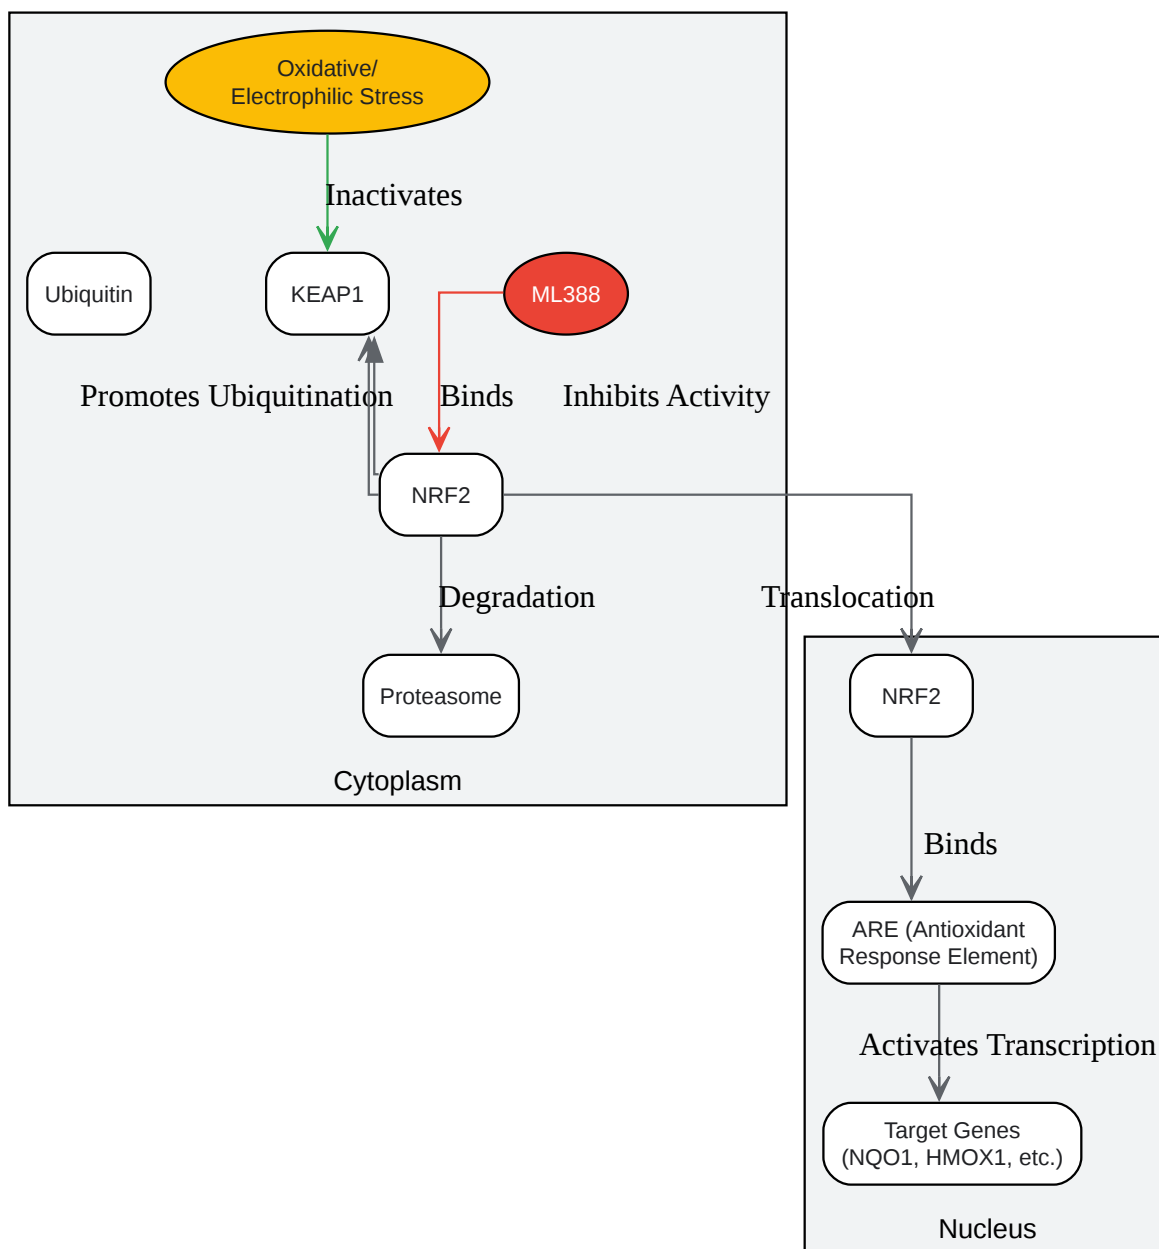 Oxidative/
Electrophilic Stress
Inactivates
Ubiquitin
KEAP1
ML388
Promotes Ubiquitination
Binds
Inhibits Activity
NRF2
Degradation
Translocation
Proteasome
NRF2
Cytoplasm
Binds
ARE (Antioxidant
Response Element)
Activates Transcription
Target Genes
(NQO1, HMOX1, etc.)
Nucleus